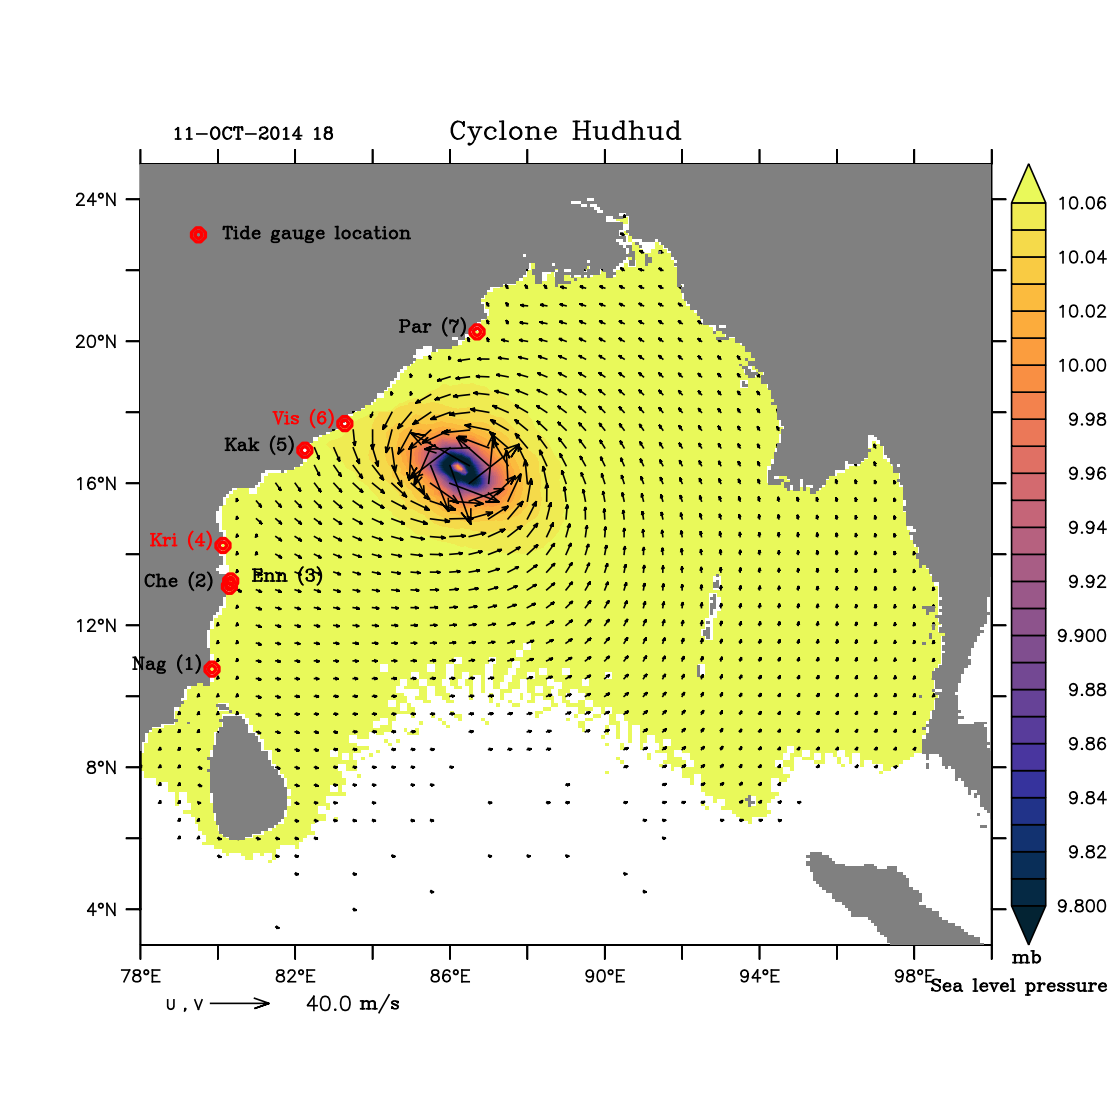 11-OCT-2014 18
Cyclone Hudhud
24°N
20°N
16°N
12°N
8°N
4°N
Tide gauge location
Par (7)
Vis (6)
Kak (5)
Kri (4)
Enn (3)
Che (2)
Nag (1)
10.06
10.04
10.02
10.00
9.98
9.96
9.94
9.92
9.900
9.88
9.86
9.84
9.82
9.800
mb
Sea level pressure
78°E 82°E 86°E 90°E 94°E 98°E
U , V 40.0 m/s